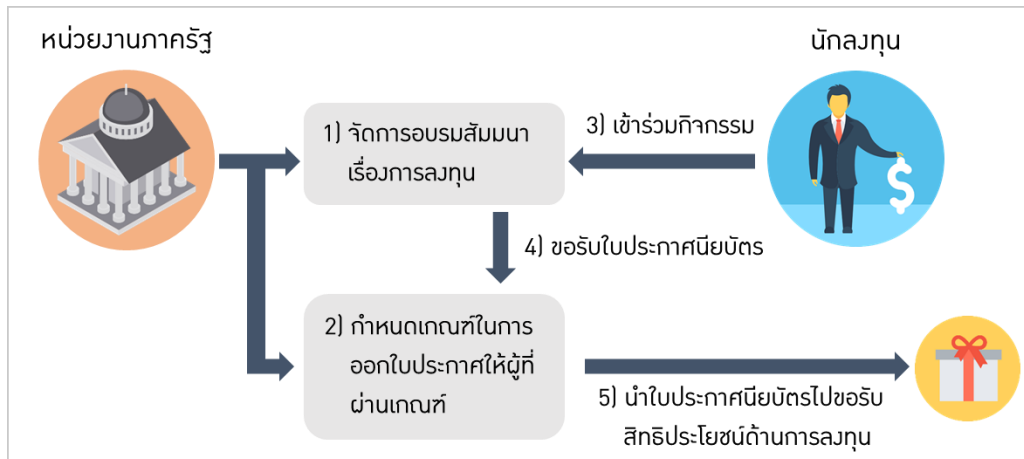 หน่วยงานภาครัฐ
นักลงทุน
1) จัดการอบรมสัมมนา
เรื่องการลงทุน
3) เข้าร่วมกิจกรรม
4) ขอรับใบประกาศนียบัตร
2) กำหนดเกณฑ์ในการ
ออกใบประกาศให้ผู้ที่
ผ่านเกณฑ์
5) นำใบประกาศนียบัตรไปขอรับ
สิทธิประโยชน์ด้านการลงทุน
$